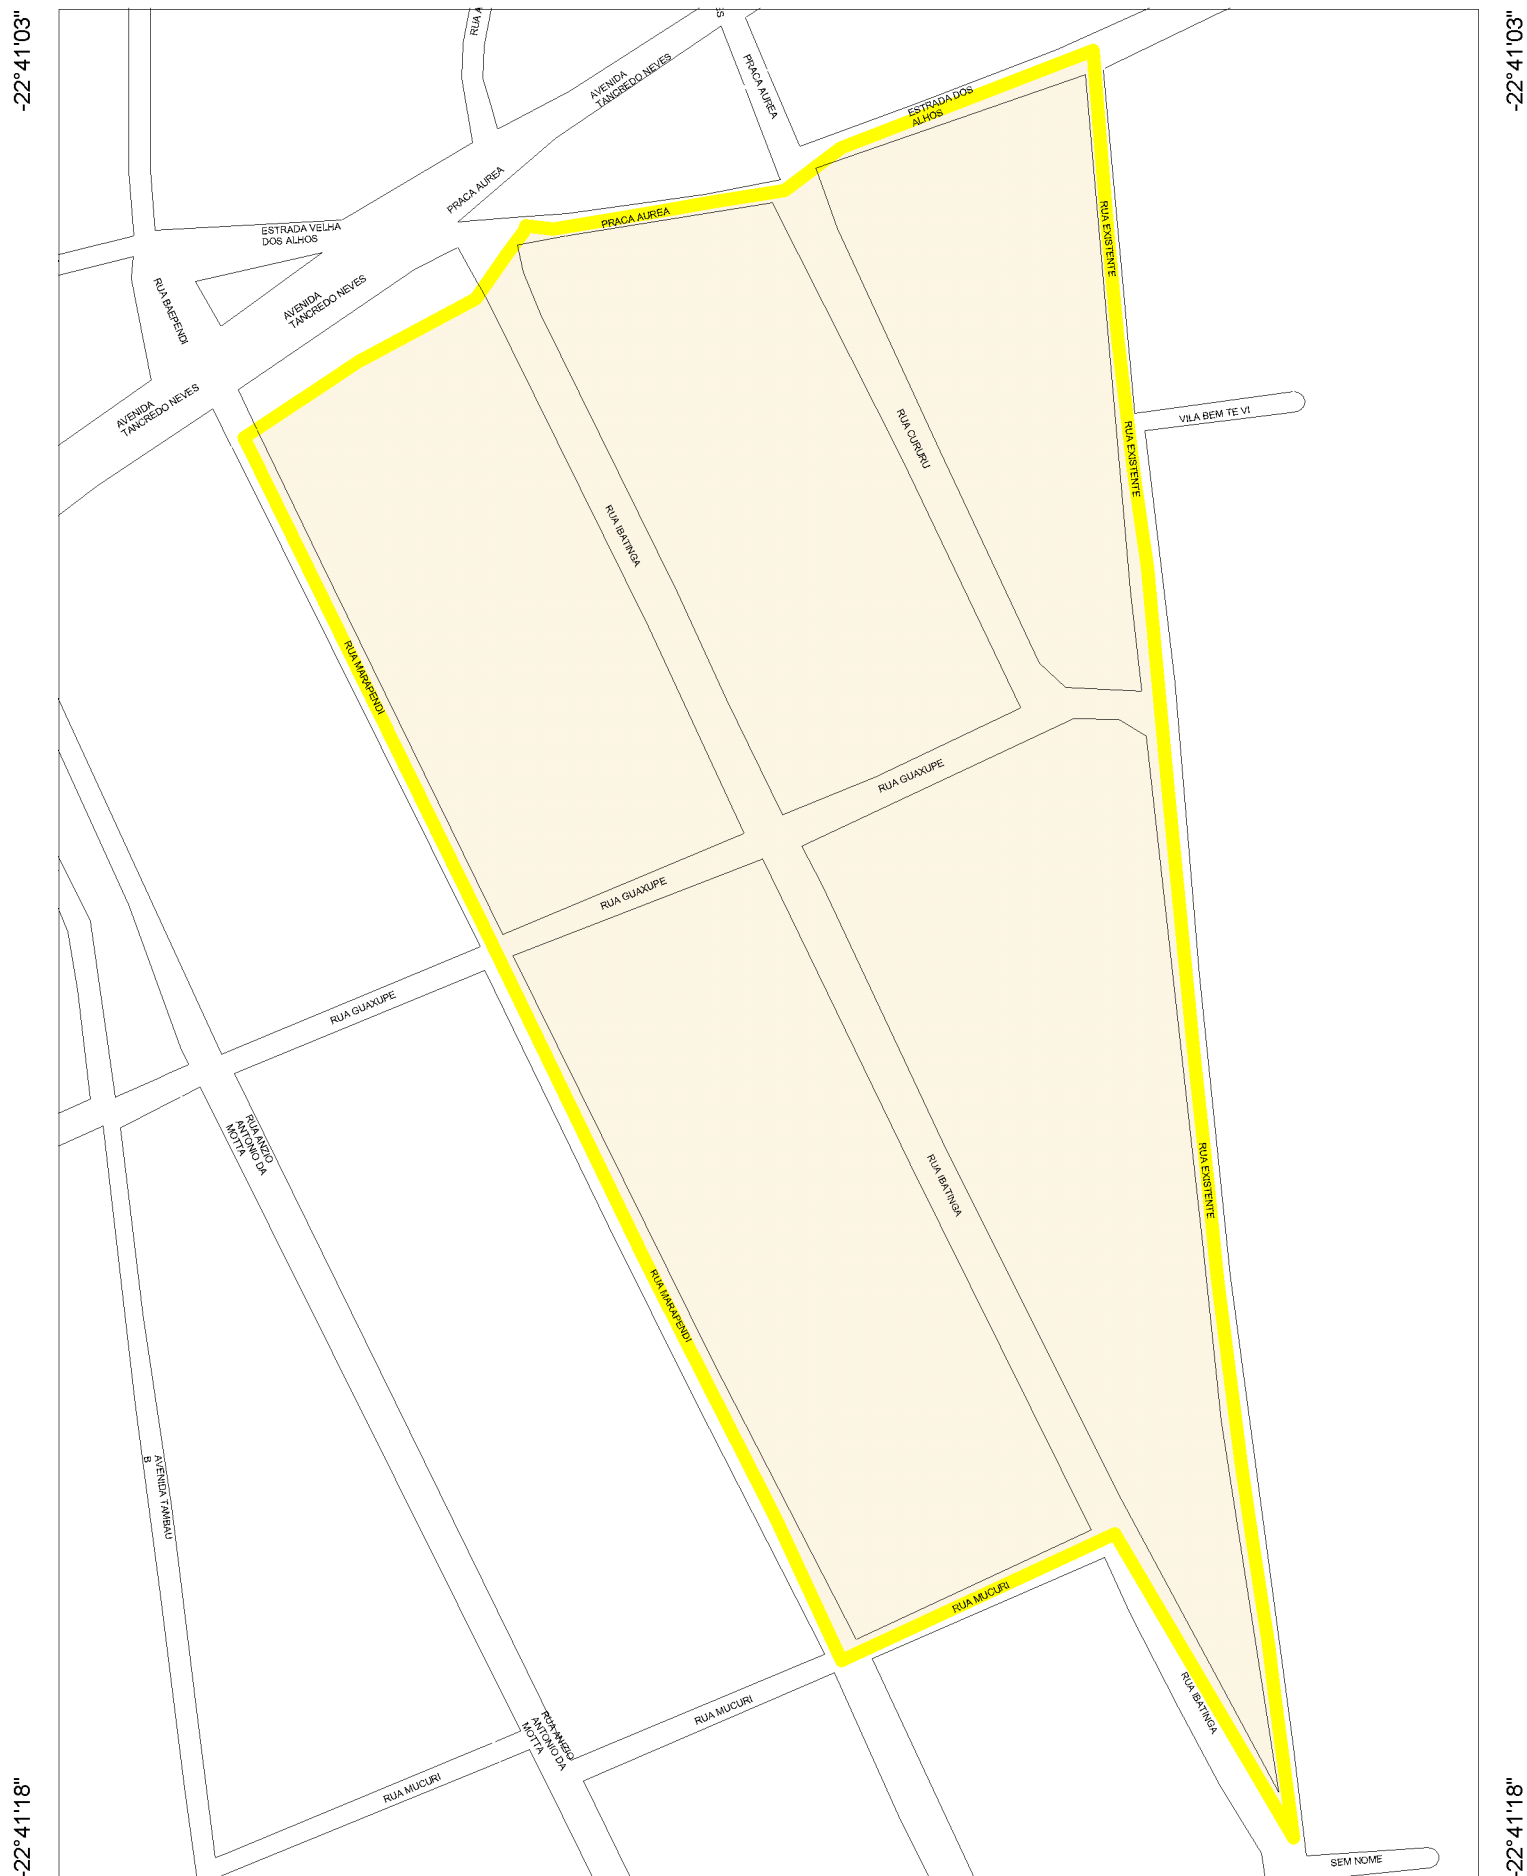 -22°41'03"
-22°41'03"
RUA A
AVENIDA
TANCREDO NEVES
PRACA AUREA
ESTRADA DOS
ALHOS
PRACA AUREA
PRACA AUREA
ESTRADA VELHA
DOS ALHOS
RUA EXISTENTE
RUA BAEPENDI
AVENIDA
TANCREDO NEVES
AVENIDA
TANCREDO NEVES
VILA BEM TE VI
RUA CURURU
RUA EXISTENTE
RUA IBATINGA
RUA MARAPENDI
RUA GUAXUPE
RUA GUAXUPE
RUA GUAXUPE
RUA ANZIO
ANTONIO DA
MOTTA
RUA IBATINGA
RUA EXISTENTE
RUA MARAPENDI
AVENIDA TAMBAU
B
RUA MUCURI
RUA IBATINGA
RUA MUCURI
RUA ANIZIO
ANTONIO DA
MOTTA
RUA MUCURI
SEM NOME
-22°41'18"
-22°41'18"